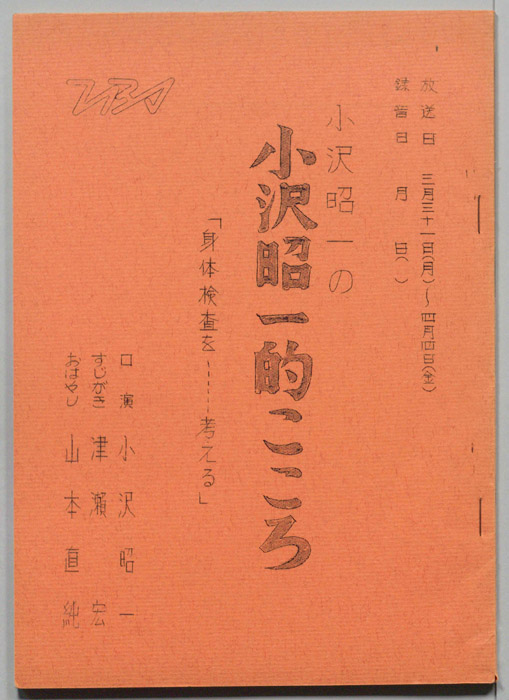 放送日　三月三十一日(月)～四月四日(金)
録音日　月　日(　)
小沢昭一の
小沢昭一的こころ
「身体検査を……考える」
口演　小沢昭一
すじがき　津瀬宏
おはやし　山本直純
TBS